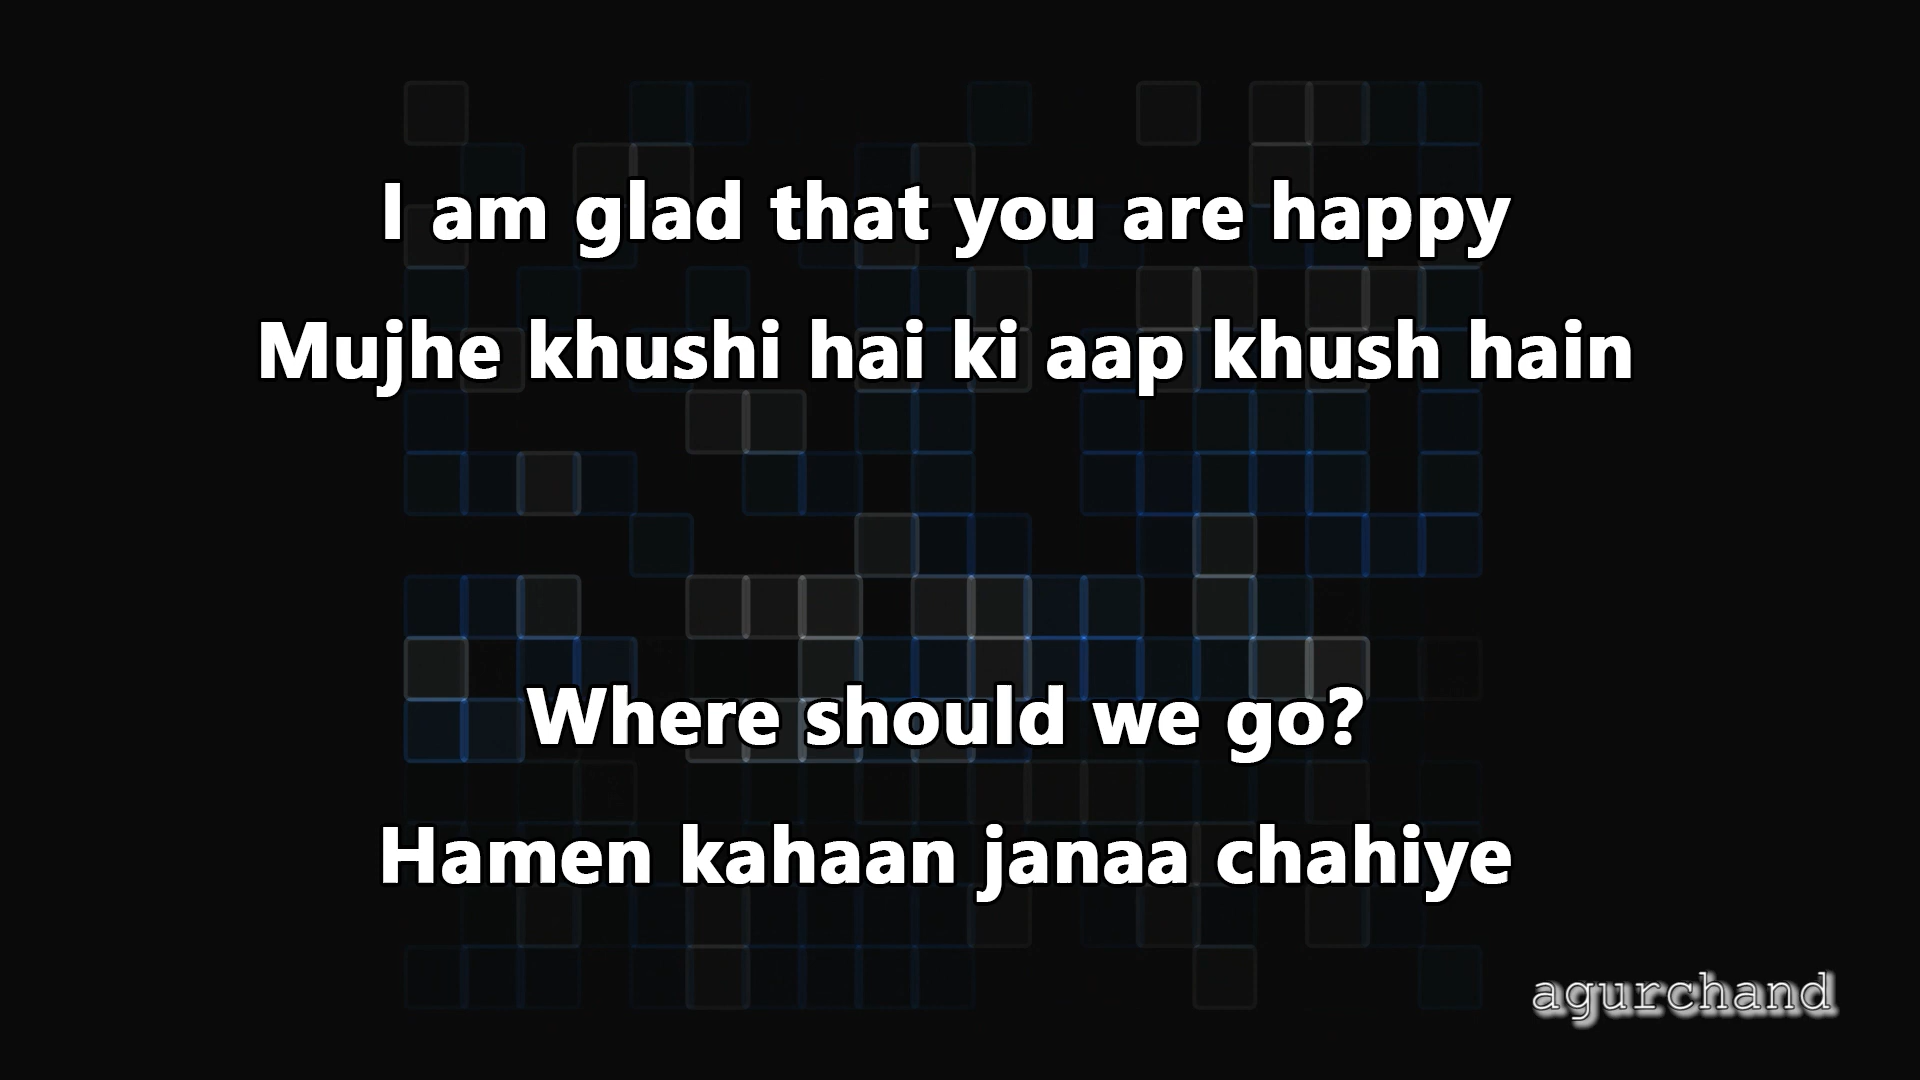 I am glad that you are happy
Mujhe khushi hai ki aap khush hain
Where should we go?
Hamen kahaan janaa chahiye
agurchand